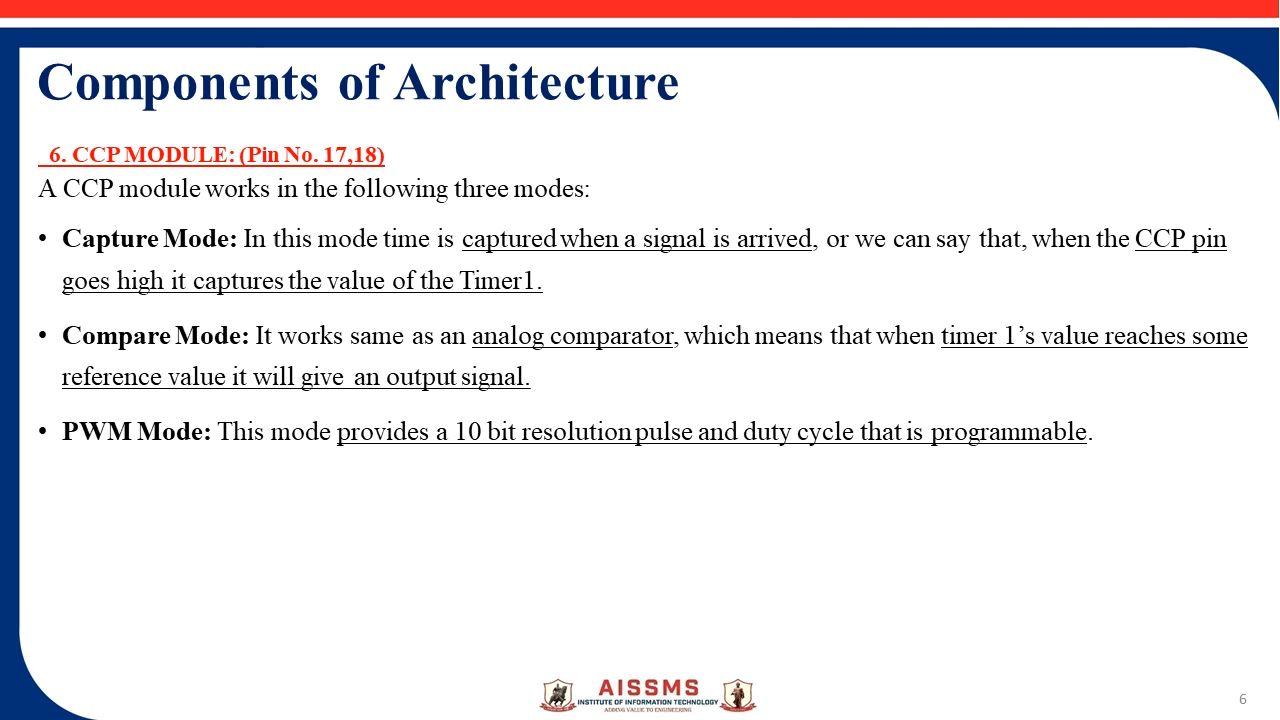 Components of Architecture
6. CCP MODULE: (Pin No. 17,18)
A CCP module works in the following three modes:
• Capture Mode: In this mode time is captured when a signal is arrived, or we can say that, when the CCP pin
goes high it captures the value of the Timer1.
• Compare Mode: It works same as an analog comparator, which means that when timer 1’s value reaches some
reference value it will give an output signal.
• PWM Mode: This mode provides a 10 bit resolution pulse and duty cycle that is programmable.
AISSMS
INSTITUTE OF INFORMATION TECHNOLOGY
ADDING VALUE TO ENGINEERING
6